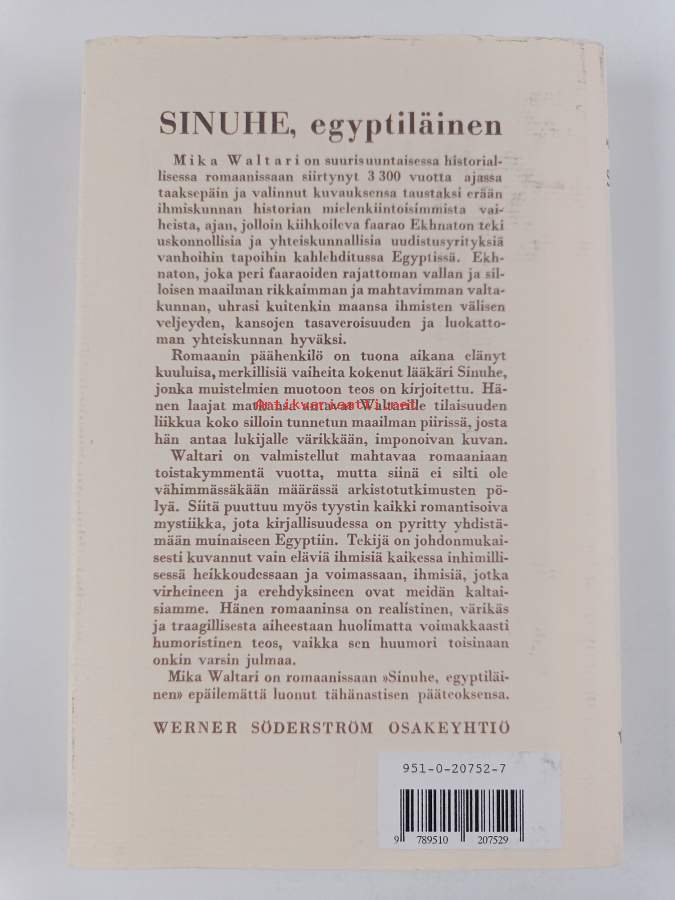 SINUHE, egyptiläinen
Mika Waltari on suurisuuntaisessa historial-
lisessa romaanissaan siirtynyt 3 300 vuotta ajassa
taaksepäin ja valinnut kuvauksensa taustaksi erään
ihmiskunnan historian mielenkiintoisimmista vai-
heista, ajan, jolloin kiihkoileva faarao Ekhnaton teki
uskonnollisia ja yhteiskunnallisia uudistusyrityksiä
vanhoihin tapoihin kahlehditussa Egyptissä. Ekh-
naton, joka peri faaraoiden rajattoman vallan ja sil-
loisen maailman rikkaimman ja mahtavimman valta-
kunnan, uhrasi kuitenkin maansa ihmisten välisen
veljeyden, kansojen tasaveroisuuden ja luokatto-
man yhteiskunnan hyväksi.
Romaanin päähenkilö on tuona aikana elänyt
kuuluisa, merkillisiä vaiheita kokenut lääkäri Sinuhe,
jonka muistelmien muotoon teos on kirjoitettu. Hä-
nen laajat matkansa antavat Waltarille tilaisuuden
Antikvariaatti.net
liikkua koko silloin tunnetun maailman piirissä, josta
hän antaa lukijalle värikkään, imponoivan kuvan.
Waltari on valmistellut mahtavaa romaaniaan
toistakymmentä vuotta, mutta siinä ei silti ole
vähimmässäkään määrässä arkistotutkimusten pö-
lyä. Siitä puuttuu myös tyystin kaikki romantisoiva
mystiikka, jota kirjallisuudessa on pyritty yhdistä-
mään muinaiseen Egyptiin. Tekijä on johdonmukai-
sesti kuvannut vain eläviä ihmisiä kaikessa inhimilli-
sessä heikkoudessaan ja voimassaan, ihmisiä, jotka
virheineen ja erehdyksineen ovat meidän kaltai-
siamme. Hänen romaaninsa on realistinen, värikäs
ja traagillisesta aiheestaan huolimatta voimakkaasti
humoristinen teos, vaikka sen huumori toisinaan
onkin varsin julmaa.
Mika Waltari on romaanissaan »Sinuhe, egyptiläi-
nen» epäilemättä luonut tähänastisen pääteoksensa.
WERNER SÖDERSTRÖM OSAKEYHTIÖ
951-0-20752-7
9 789510 207529